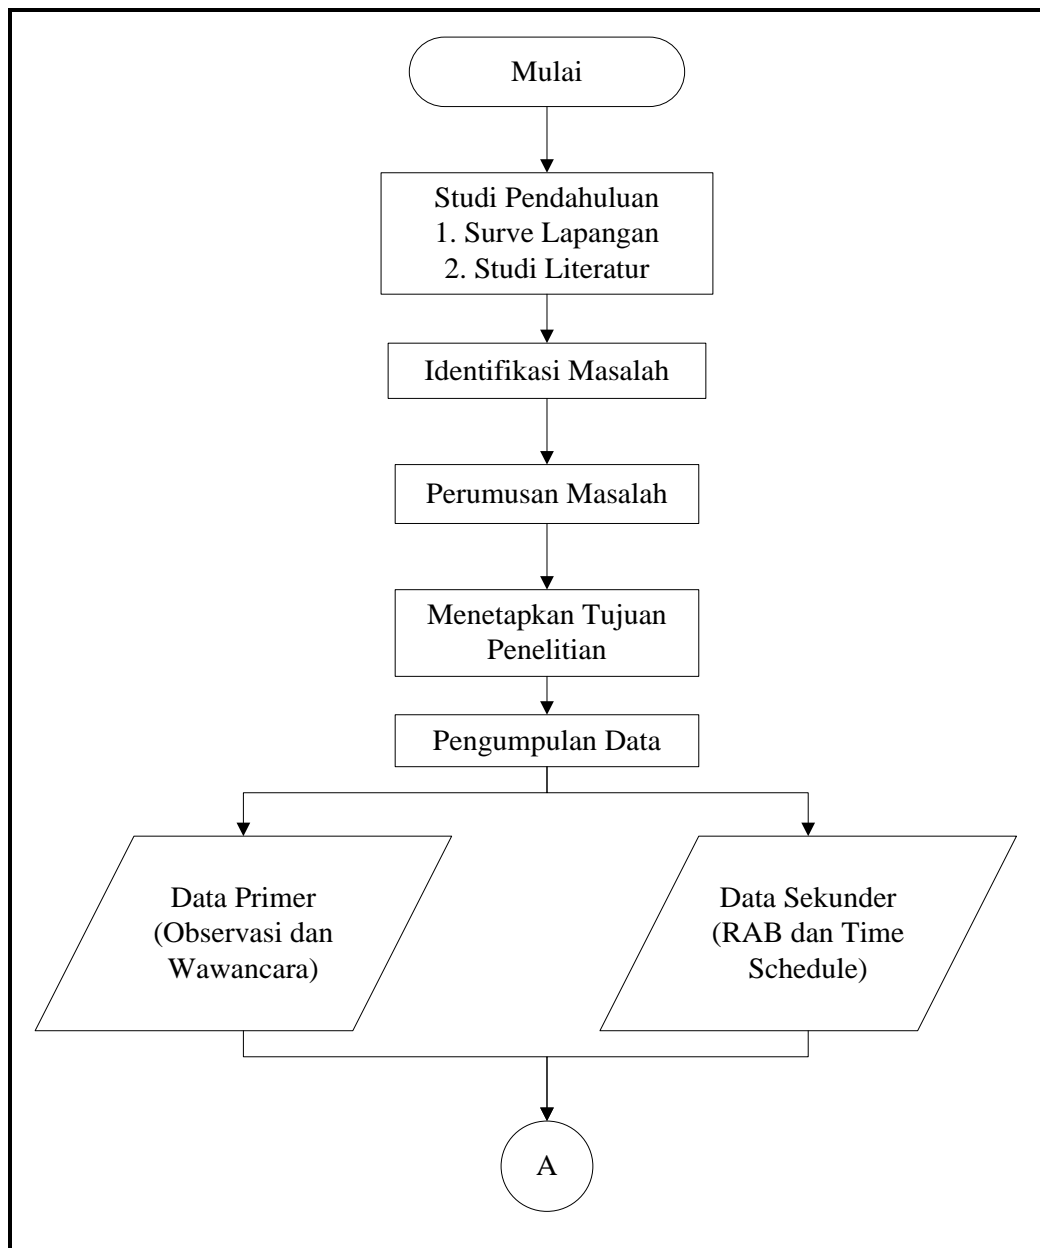 Mulai
Studi Pendahuluan
1. Surve Lapangan
2. Studi Literatur
Identifikasi Masalah
Perumusan Masalah
Menetapkan Tujuan
Penelitian
Pengumpulan Data
Data Primer
(Observasi dan
Wawancara)
Data Sekunder
(RAB dan Time
Schedule)
A